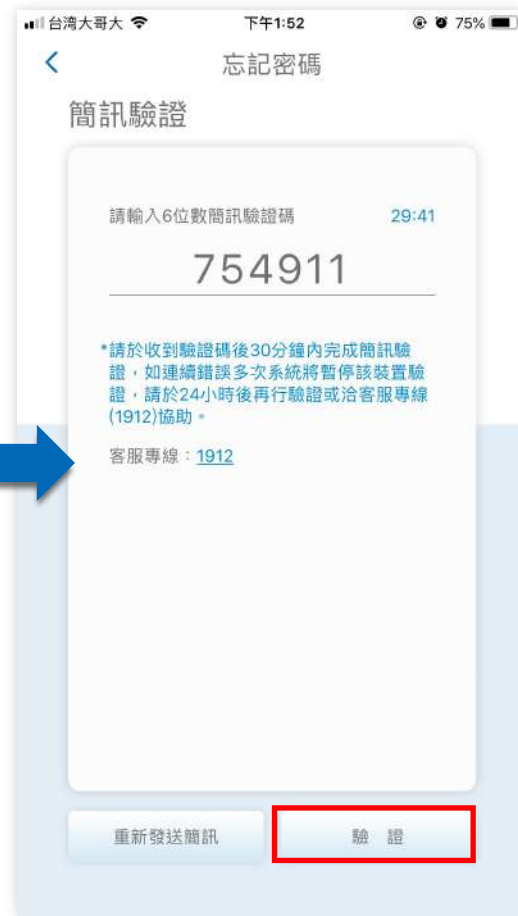 台湾大哥大 下午1:52 75%
忘記密碼
簡訊驗證
請輸入6位數簡訊驗證碼 29:41
754911
*請於收到驗證碼後30分鐘內完成簡訊驗
證，如連續錯誤多次系統將暫停該裝置驗
證，請於24小時後再行驗證或洽客服專線
(1912)協助。
客服專線：1912
重新發送簡訊 驗 證